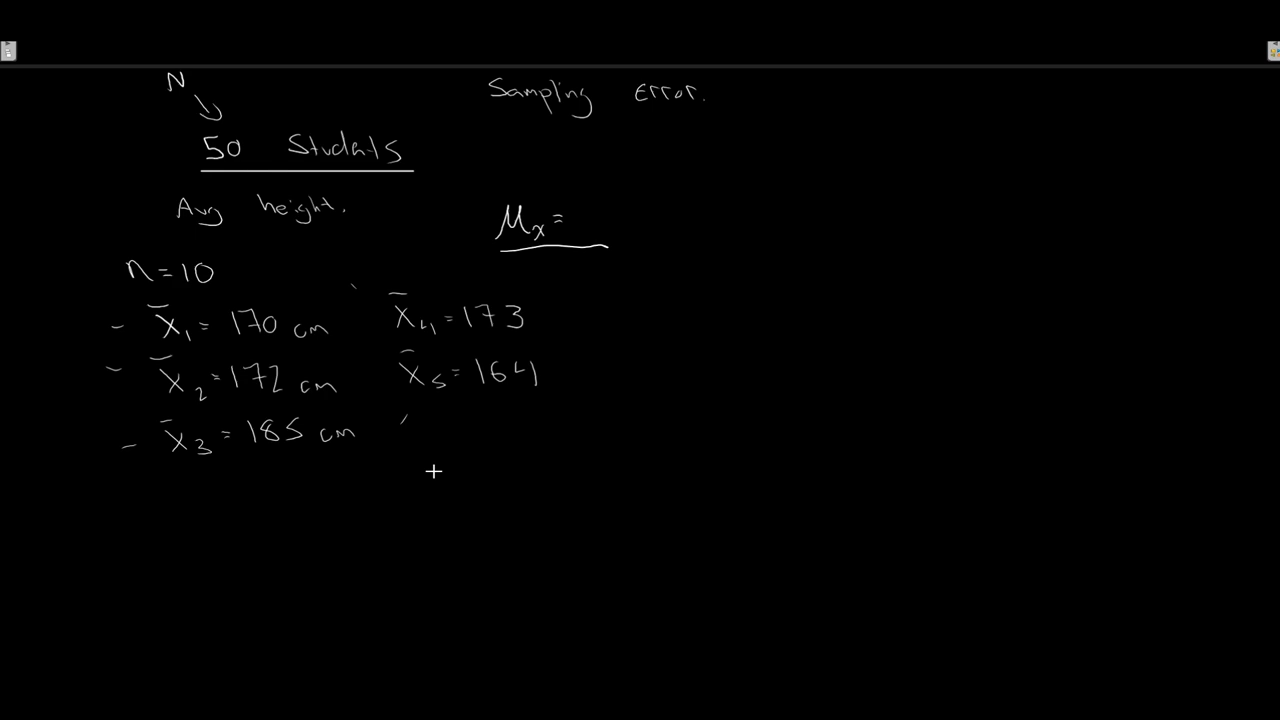 N
Sampling Error.
50 Students
Avg height.
μx =
n = 10
- X̄1 = 170 cm
- X̄2 = 172 cm
- X̄3 = 185 cm
X̄4 = 173
X̄5 = 164